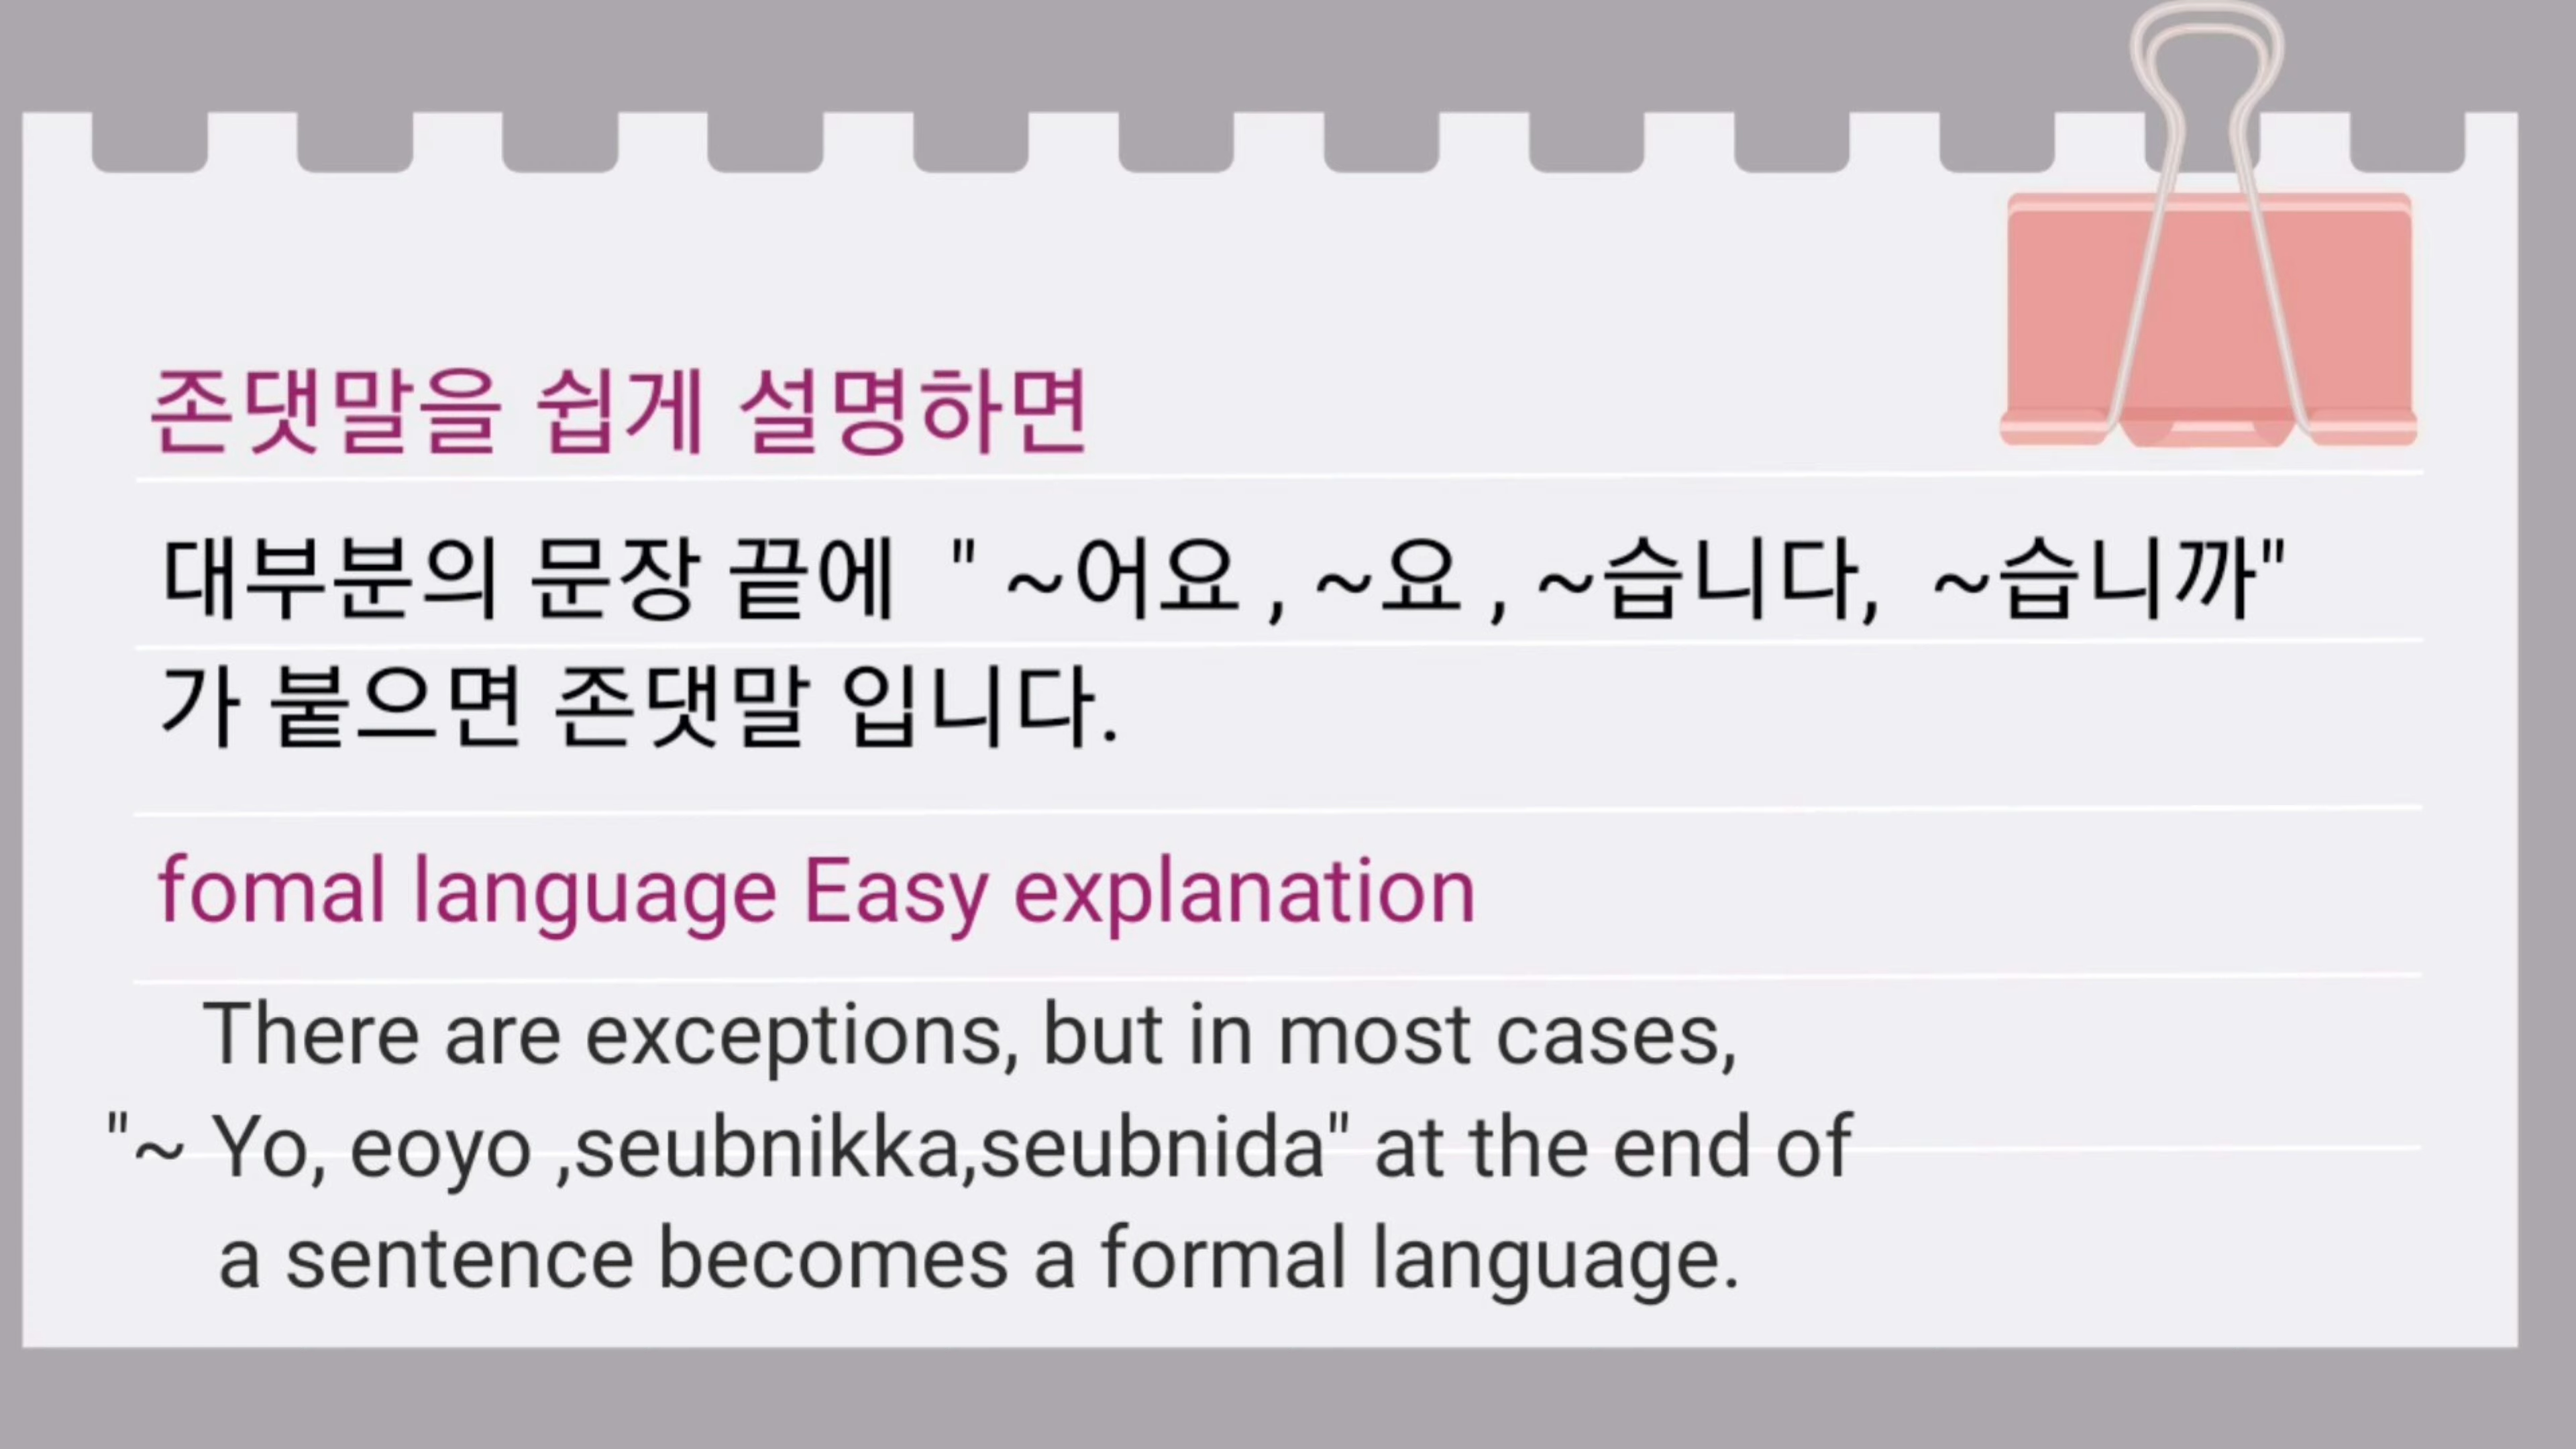 존댓말을 쉽게 설명하면
대부분의 문장 끝에 " ~어요 , ~요 , ~습니다, ~습니까"
가 붙으면 존댓말 입니다.
fomal language Easy explanation
There are exceptions, but in most cases,
"~ Yo, eoyo ,seubnikka,seubnida" at the end of
a sentence becomes a formal language.